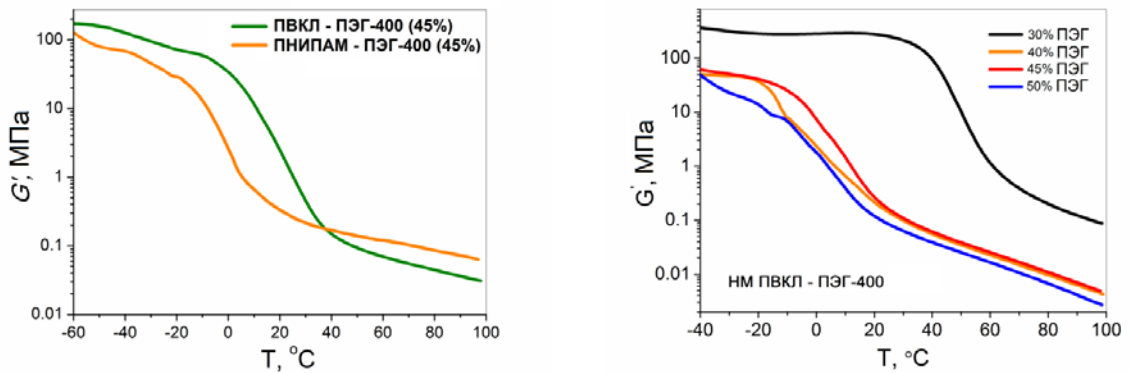 ПВКЛ - ПЭГ-400 (45%)
ПНИПАМ - ПЭГ-400 (45%)
G', МПа
100
10
1
0.1
0.01
-60 -40 -20 0 20 40 60 80 100
T, °C
30% ПЭГ
40% ПЭГ
45% ПЭГ
50% ПЭГ
G', МПа
100
10
1
0.1
0.01
НМ ПВКЛ - ПЭГ-400
-40 -20 0 20 40 60 80 100
T, °C